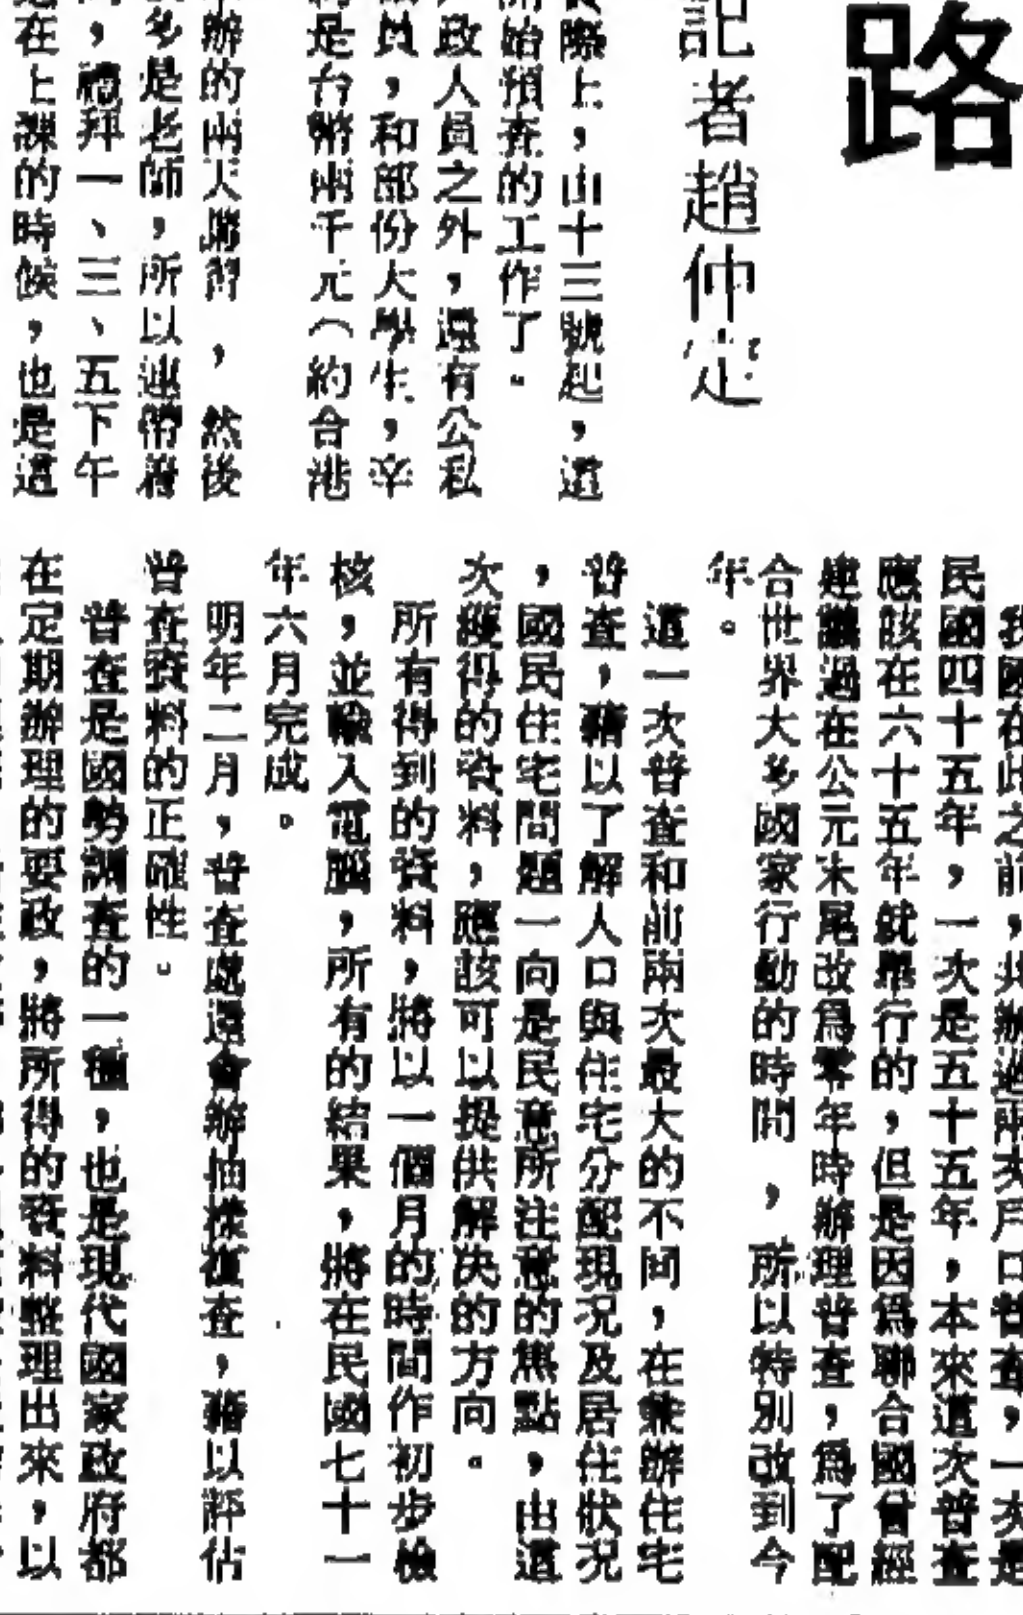 路
記者趙仲定
實際上，由十三號起，這
開始預查的工作了。
政人員之外，還有公私
員，和部份大學生，辛
是台幣兩千元（約合港
辦的兩天講習，然後
多是老師，所以連帶着
，禮拜一、三、五下午
在上課的時候，也是這
我國在此之前，共辦過兩次戶口普查，一次是
民國四十五年，一次是五十五年，本來這次普查
應該在六十五年就舉行的，但是因為聯合國曾經
建議過在公元末尾改為零年時辦理普查，為了配
合世界大多國家行動的時間，所以特別改到今
年。
這一次普查和前兩次最大的不同，在兼辦住宅
普查，藉以了解人口與住宅分配現況及居住狀況
，國民住宅問題一向是民意所注意的焦點，由這
次獲得的資料，應該可以提供解決的方向。
所有得到的資料，將以一個月的時間作初步檢
核，並輸入電腦，所有的結果，將在民國七十一
年六月完成。
明年二月，普查處還會辦抽樣復查，藉以評估
普查資料的正確性。
普查是國勢調查的一種，也是現代國家政府都
在定期辦理的要政，將所得的資料整理出來，以